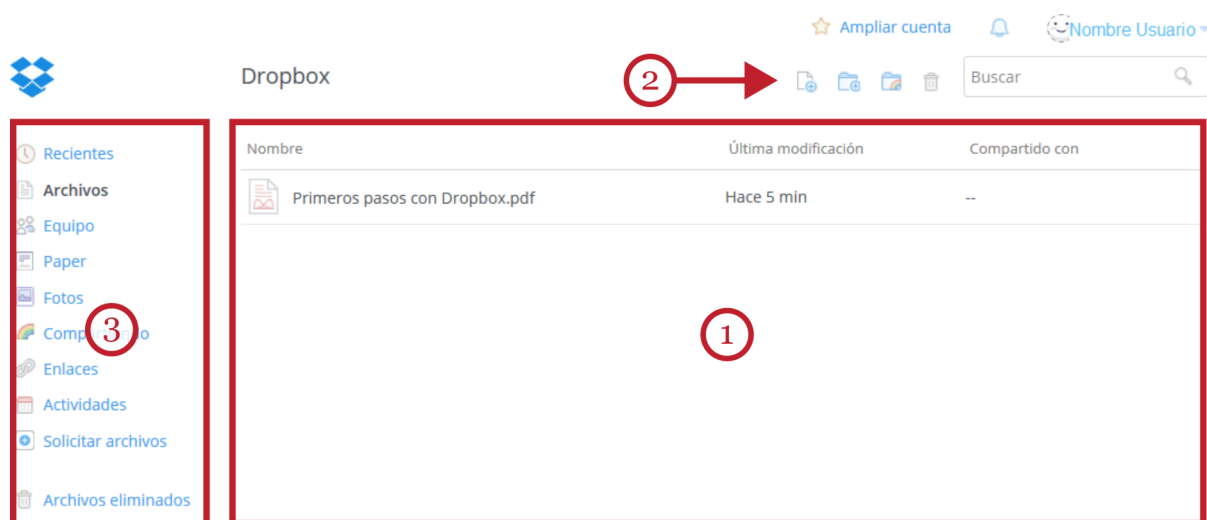 Ampliar cuenta Nombre Usuario
Dropbox 2 Buscar
Nombre Última modificación Compartido con
Primeros pasos con Dropbox.pdf Hace 5 min --
Recientes
Archivos
Equipo
Paper
Fotos
3
Enlaces
Actividades
Solicitar archivos
Archivos eliminados
1